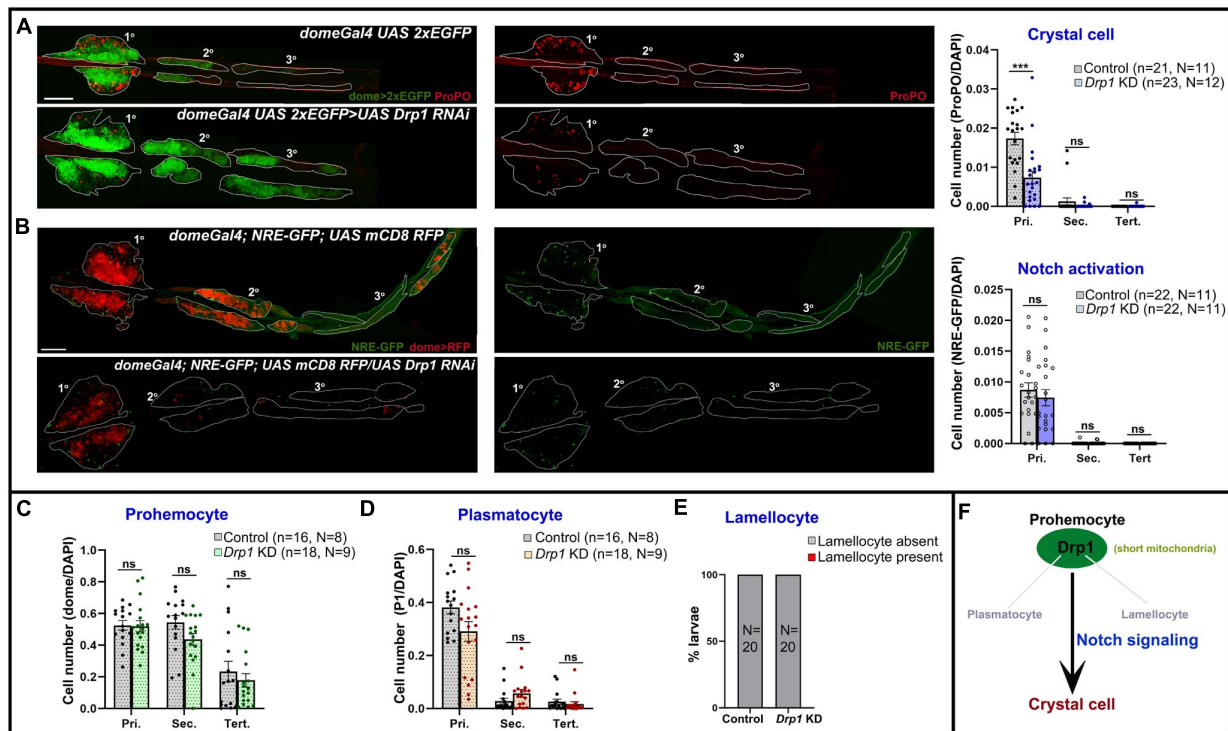 A
domeGal4 UAS 2xEGFP
1°
2°
3°
dome>2xEGFP ProPO
ProPO
domeGal4 UAS 2xEGFP>UAS Drp1 RNAi
1°
2°
3°
Crystal cell
Cell number (ProPO/DAPI)
0.04
0.03
0.02
0.01
0.00
***
ns
ns
Control (n=21, N=11)
Drp1 KD (n=23, N=12)
Pri.
Sec.
Tert.
B
domeGal4; NRE-GFP; UAS mCD8 RFP
1°
2°
3°
NRE-GFP dome>RFP
1°
2°
3°
NRE-GFP
domeGal4; NRE-GFP; UAS mCD8 RFP/UAS Drp1 RNAi
1°
2°
3°
Notch activation
Cell number (NRE-GFP/DAPI)
0.025
0.020
0.015
0.010
0.005
0.000
ns
ns
ns
Control (n=22, N=11)
Drp1 KD (n=22, N=11)
Pri.
Sec.
Tert
C
Prohemocyte
Control (n=16, N=8)
Drp1 KD (n=18, N=9)
Cell number (dome/DAPI)
1.0
0.8
0.6
0.4
0.2
0.0
ns
ns
ns
Pri.
Sec.
Tert.
D
Plasmatocyte
Control (n=16, N=8)
Drp1 KD (n=18, N=9)
Cell number (P1/DAPI)
0.6
0.4
0.2
0.0
ns
ns
ns
Pri.
Sec.
Tert.
E
Lamellocyte
Lamellocyte absent
Lamellocyte present
% larvae
100
50
0
N=
20
N=
20
Control
Drp1 KD
F
Prohemocyte
Drp1
(short mitochondria)
Plasmatocyte
Lamellocyte
Notch signaling
Crystal cell